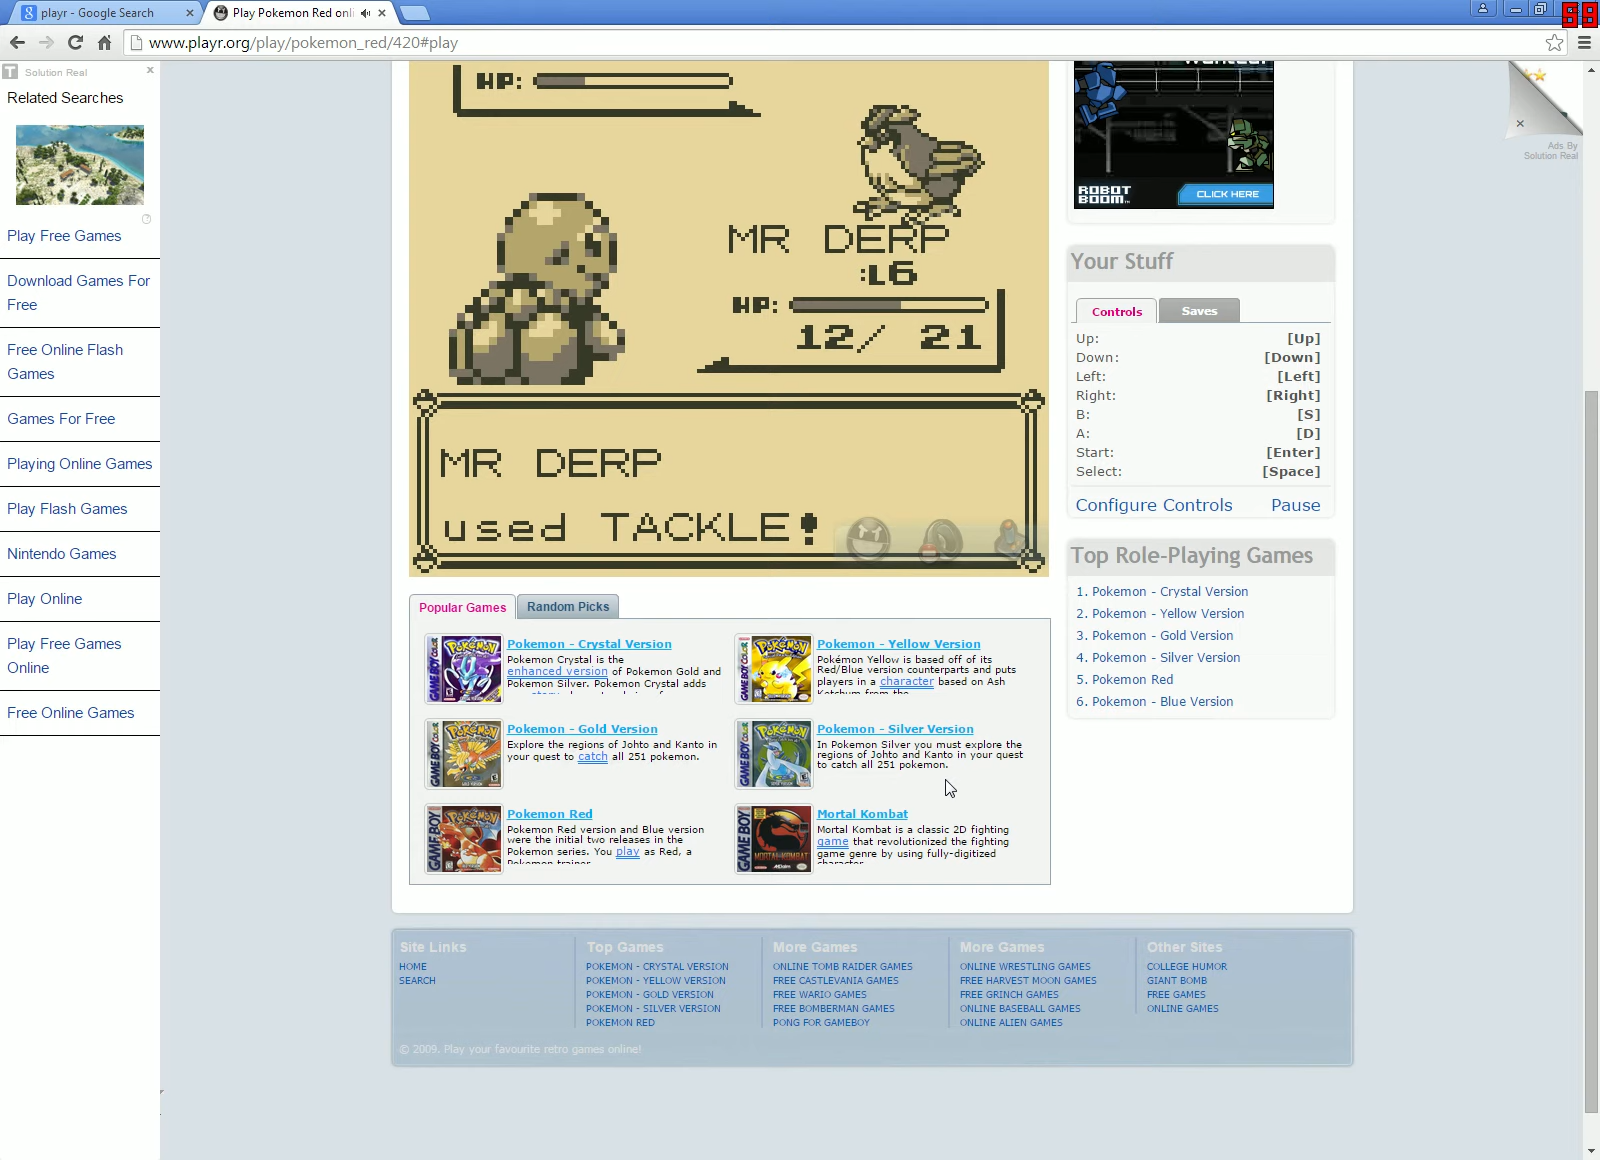 playr - Google Search
Play Pokemon Red onli
59
www.playr.org/play/pokemon_red/420#play
Solution Real
Related Searches
Play Free Games
Download Games For
Free
Free Online Flash
Games
Games For Free
Playing Online Games
Play Flash Games
Nintendo Games
Play Online
Play Free Games
Online
Free Online Games
HP:
MR DERP
:L6
HP:
12/ 21
MR DERP
used TACKLE!
Popular Games
Random Picks
Pokemon - Crystal Version
Pokemon Crystal is the
enhanced version of Pokemon Gold and
Pokemon Silver. Pokemon Crystal adds
Pokemon - Yellow Version
Pokémon Yellow is based off of its
Red/Blue version counterparts and puts
players in a character based on Ash
Ketchum from the
Pokemon - Gold Version
Explore the regions of Johto and Kanto in
your quest to catch all 251 pokemon.
Pokemon - Silver Version
In Pokemon Silver you must explore the
regions of Johto and Kanto in your quest
to catch all 251 pokemon.
Pokemon Red
Pokemon Red version and Blue version
were the initial two releases in the
Pokemon series. You play as Red, a
Pokemon trainer
Mortal Kombat
Mortal Kombat is a classic 2D fighting
game that revolutionized the fighting
game genre by using fully-digitized
character
ROBOT
BOOM™
CLICK HERE
Ads By
Solution Real
Your Stuff
Controls
Saves
Up: [Up]
Down: [Down]
Left: [Left]
Right: [Right]
B: [S]
A: [D]
Start: [Enter]
Select: [Space]
Configure Controls
Pause
Top Role-Playing Games
1. Pokemon - Crystal Version
2. Pokemon - Yellow Version
3. Pokemon - Gold Version
4. Pokemon - Silver Version
5. Pokemon Red
6. Pokemon - Blue Version
Site Links
HOME
SEARCH
Top Games
POKEMON - CRYSTAL VERSION
POKEMON - YELLOW VERSION
POKEMON - GOLD VERSION
POKEMON - SILVER VERSION
POKEMON RED
More Games
ONLINE TOMB RAIDER GAMES
FREE CASTLEVANIA GAMES
FREE WARIO GAMES
FREE BOMBERMAN GAMES
PONG FOR GAMEBOY
More Games
ONLINE WRESTLING GAMES
FREE HARVEST MOON GAMES
FREE GRINCH GAMES
ONLINE BASEBALL GAMES
ONLINE ALIEN GAMES
Other Sites
COLLEGE HUMOR
GIANT BOMB
FREE GAMES
ONLINE GAMES
© 2009. Play your favourite retro games online!